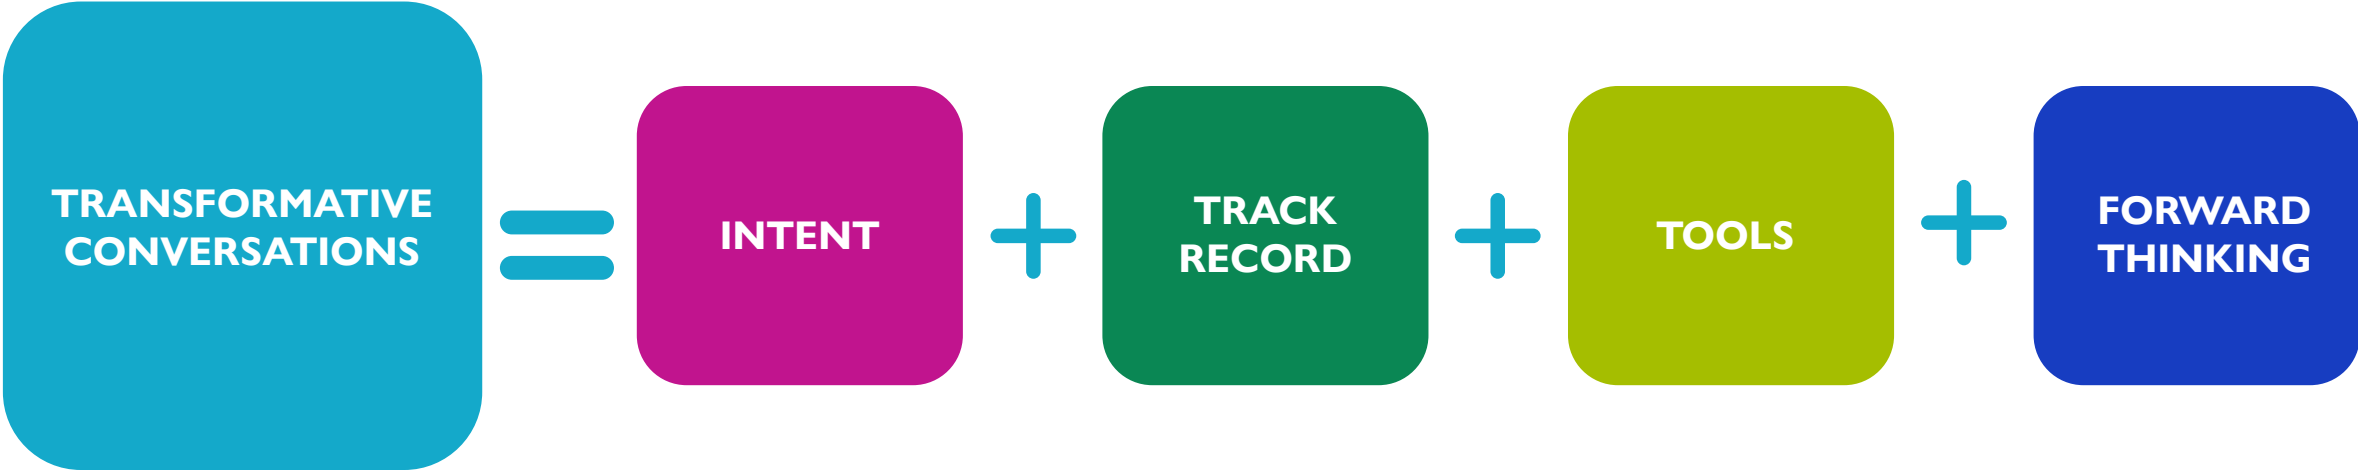 TRANSFORMATIVE
CONVERSATIONS
=
INTENT
+
TRACK
RECORD
+
TOOLS
+
FORWARD
THINKING